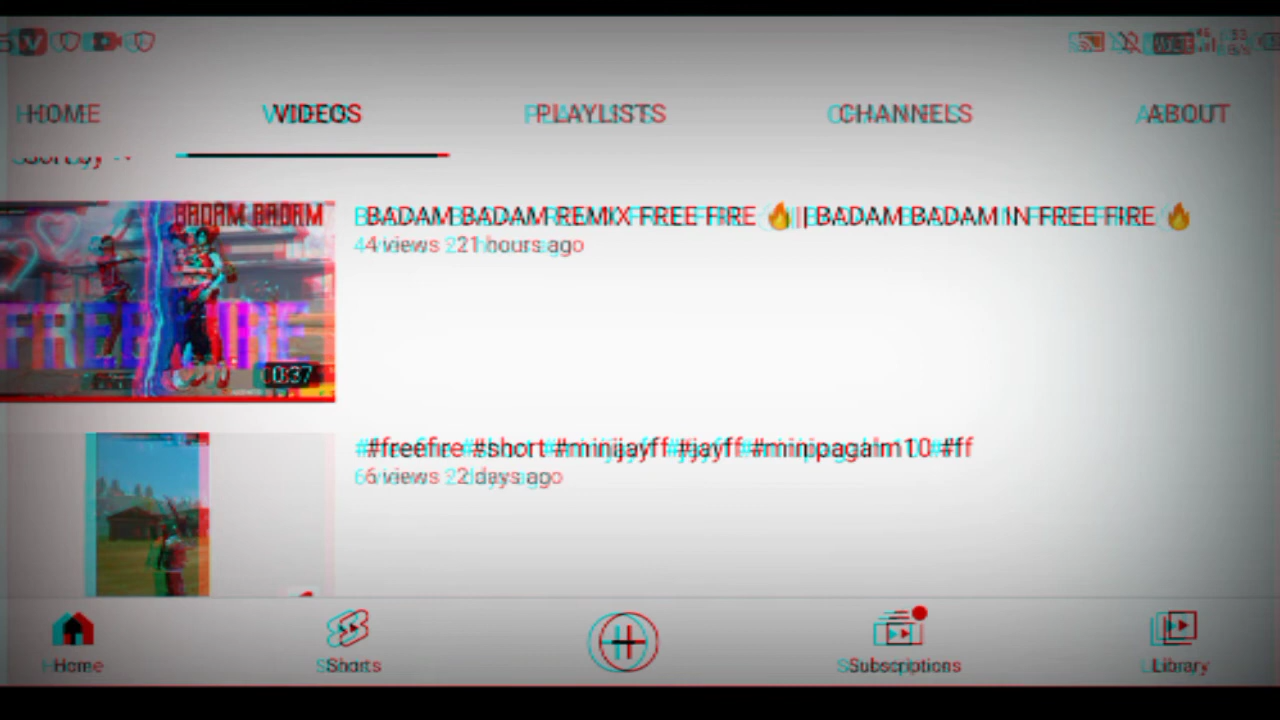 HOME VIDEOS PLAYLISTS CHANNELS ABOUT
BADAM BADAM
FREE FIRE
0:37
BADAM BADAM REMIX FREE FIRE 🔥|| BADAM BADAM IN FREE FIRE 🔥
4 views 21 hours ago
#freefire #short #minijayff #jayff #minipagalm10 #ff
6 views 2 days ago
Home Shorts Subscriptions Library